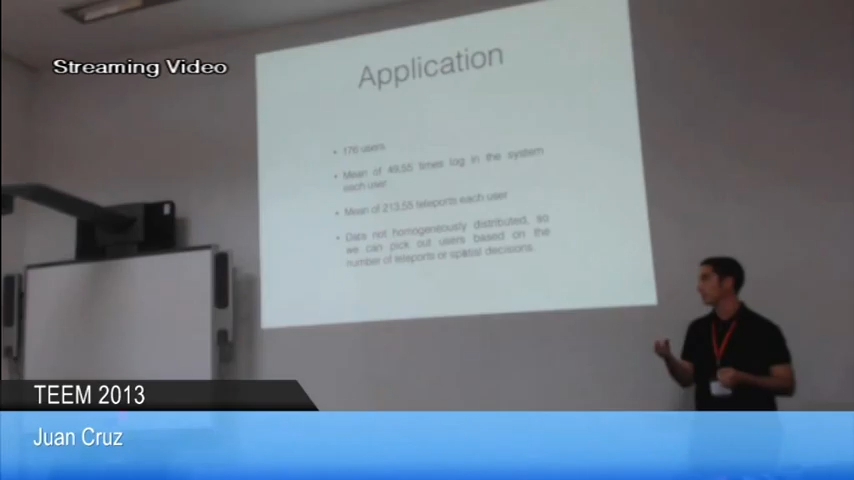 Streaming Video
Application
• 176 users.
• Mean of 49,55 times log in the system
each user
• Mean of 213,55 teleports each user
• Data not homogeneously distributed, so
we can pick out users based on the
number of teleports or spatial decisions.
TEEM 2013
Juan Cruz